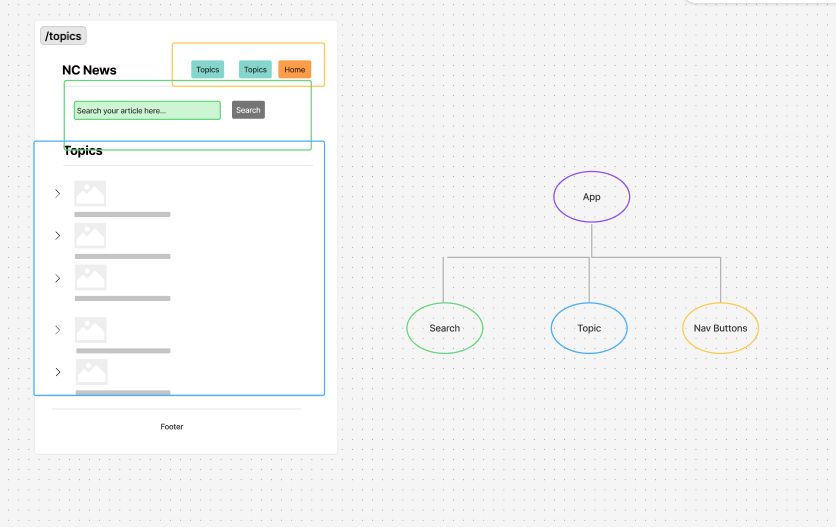 /topics
NC News
Topics
Topics
Home
Search your article here...
Search
Topics
Footer
App
Search
Topic
Nav Buttons